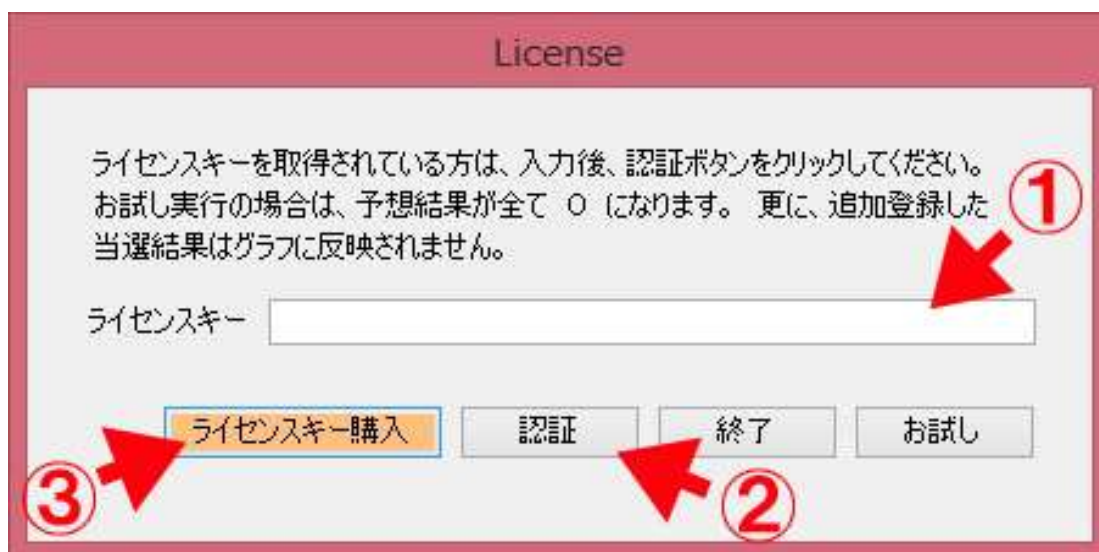 License
ライセンスキーを取得されている方は、入力後、認証ボタンをクリックしてください。
お試し実行の場合は、予想結果が全て 0 になります。 更に、追加登録した
当選結果はグラフに反映されません。
①
ライセンスキー
ライセンスキー購入 認証 終了 お試し
③ ②